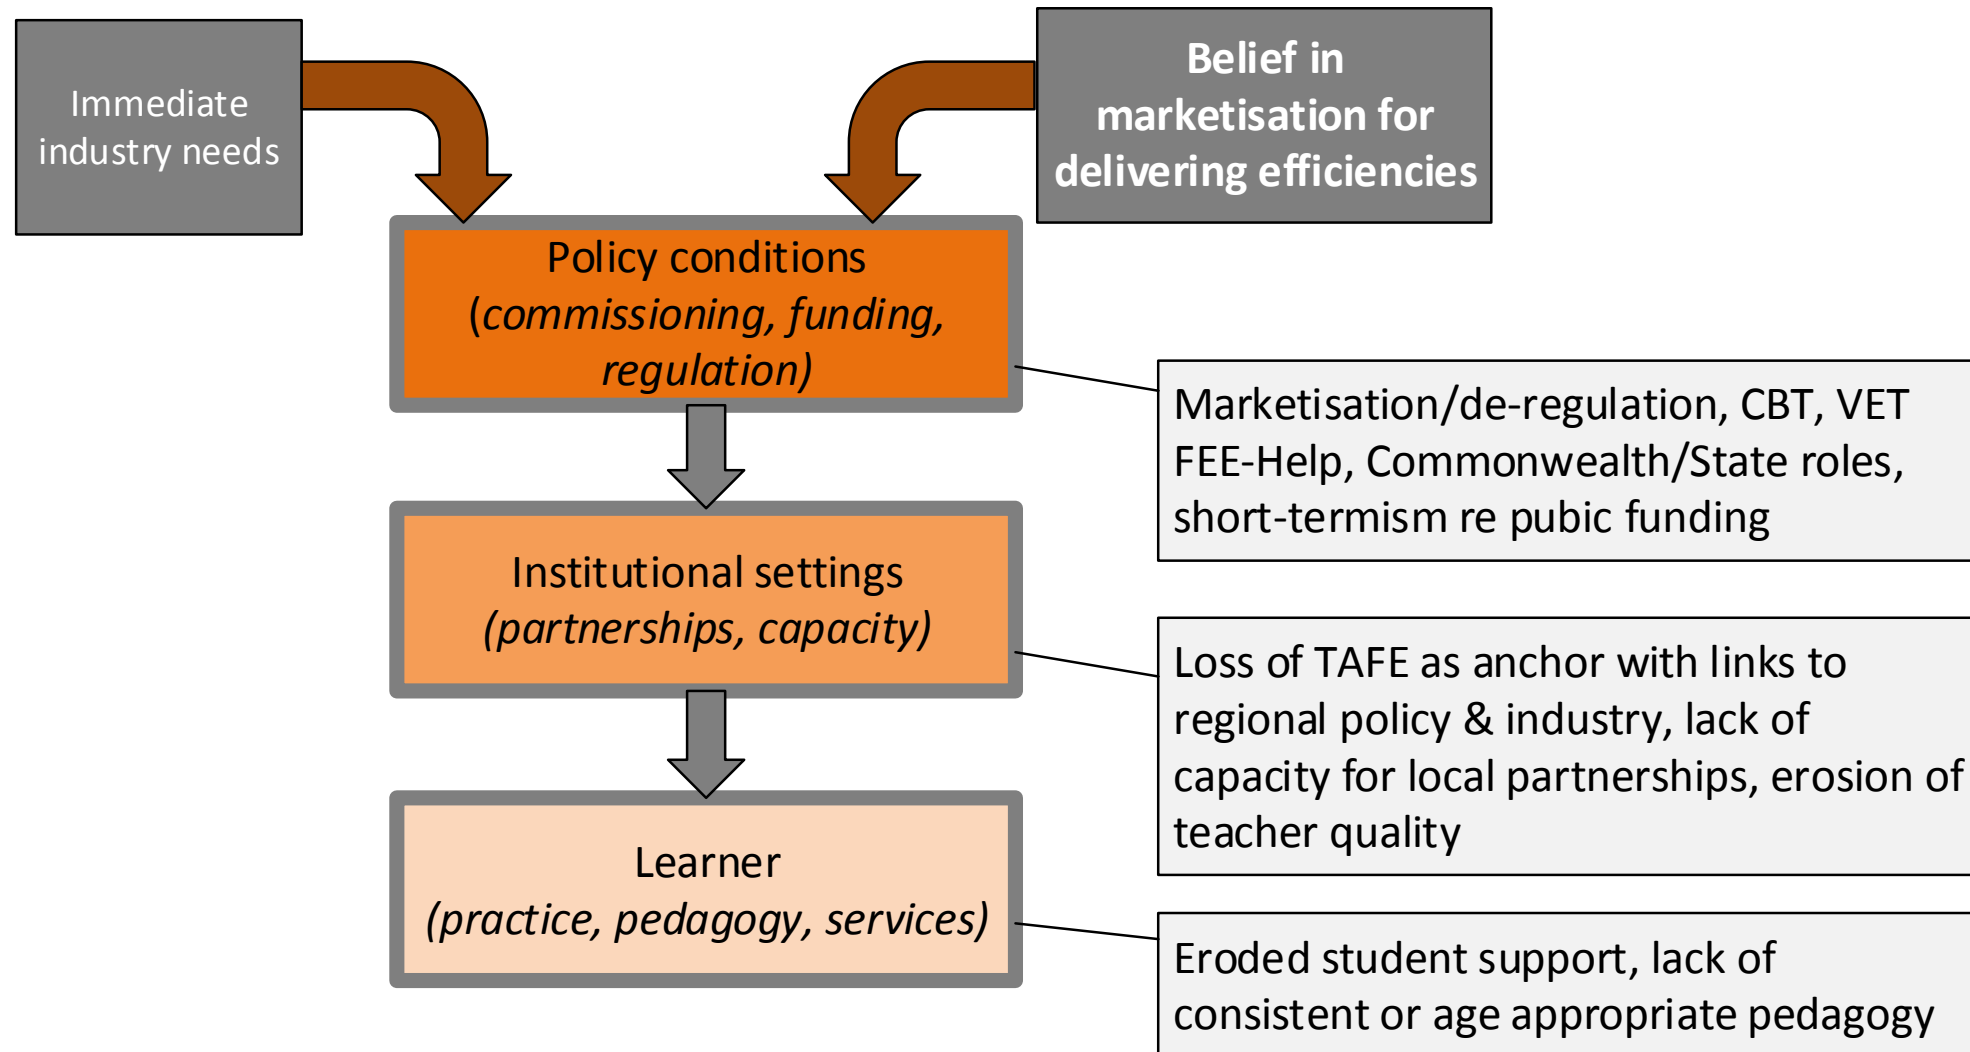 Immediate
industry needs
Belief in
marketisation for
delivering efficiencies
Policy conditions
(commissioning, funding,
regulation)
Marketisation/de-regulation, CBT, VET
FEE-Help, Commonwealth/State roles,
short-termism re pubic funding
Institutional settings
(partnerships, capacity)
Loss of TAFE as anchor with links to
regional policy & industry, lack of
capacity for local partnerships, erosion of
teacher quality
Learner
(practice, pedagogy, services)
Eroded student support, lack of
consistent or age appropriate pedagogy